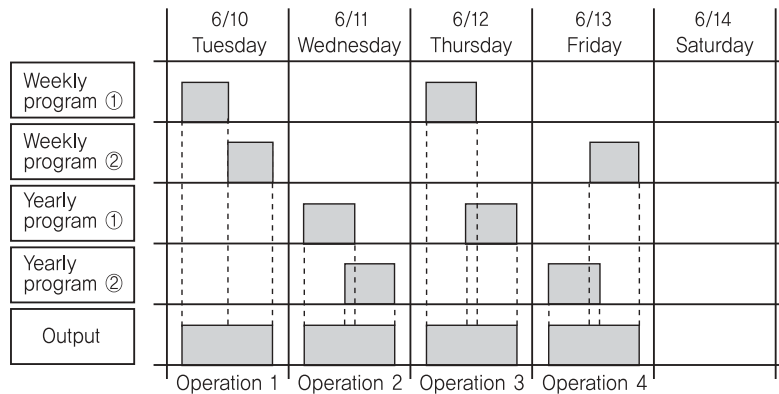 6/10 6/11 6/12 6/13 6/14
Tuesday Wednesday Thursday Friday Saturday
Weekly
program ①
Weekly
program ②
Yearly
program ①
Yearly
program ②
Output
Operation 1 Operation 2 Operation 3 Operation 4